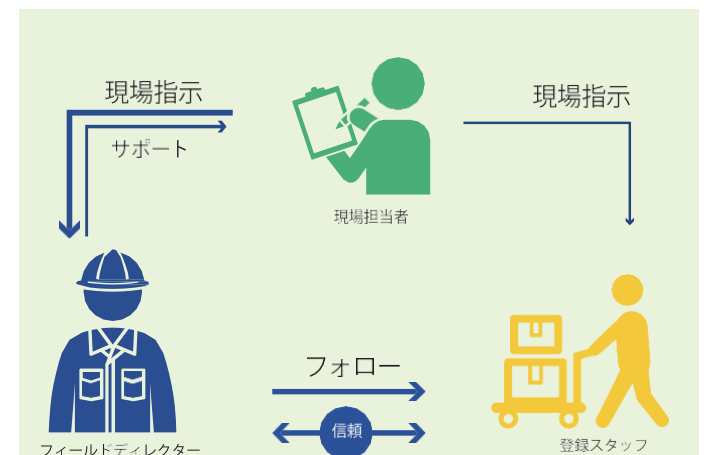 現場指示
サポート
現場指示
現場担当者
フォロー
信頼
フィールドディレクター
登録スタッフ